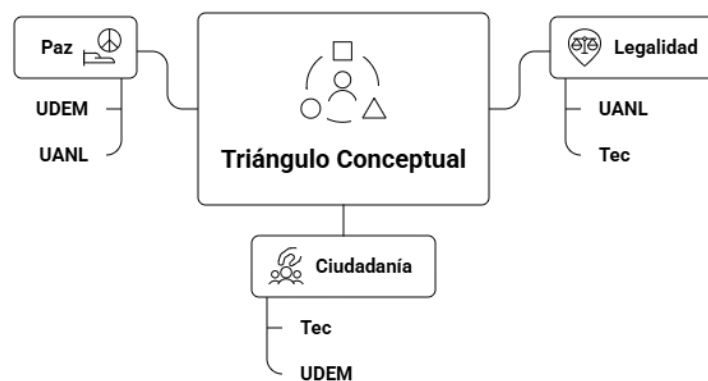 Paz
UDEM
UANL
Triángulo Conceptual
Legalidad
UANL
Tec
Ciudadanía
Tec
UDEM